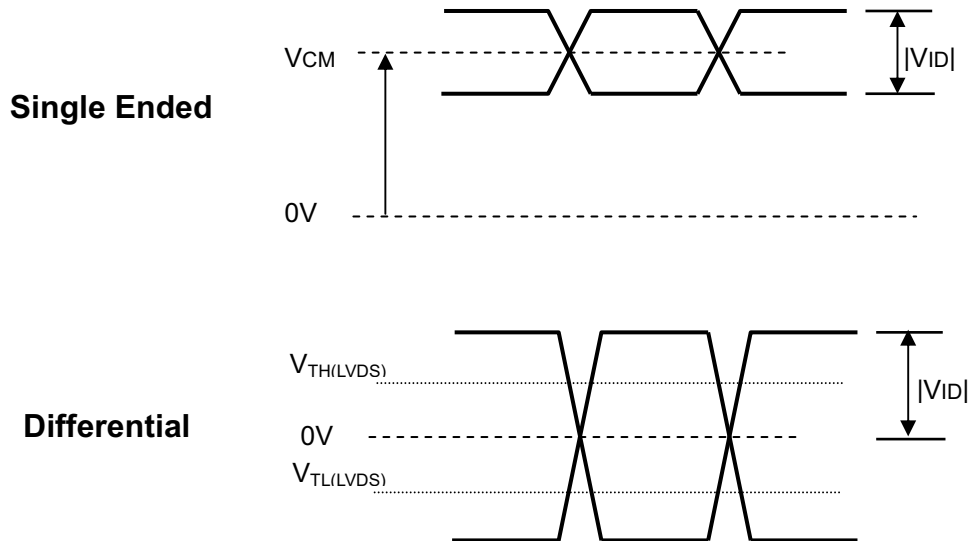 VCM
|VID|
Single Ended
0V
VTH(LVDS)
|VID|
Differential
0V
VTL(LVDS)